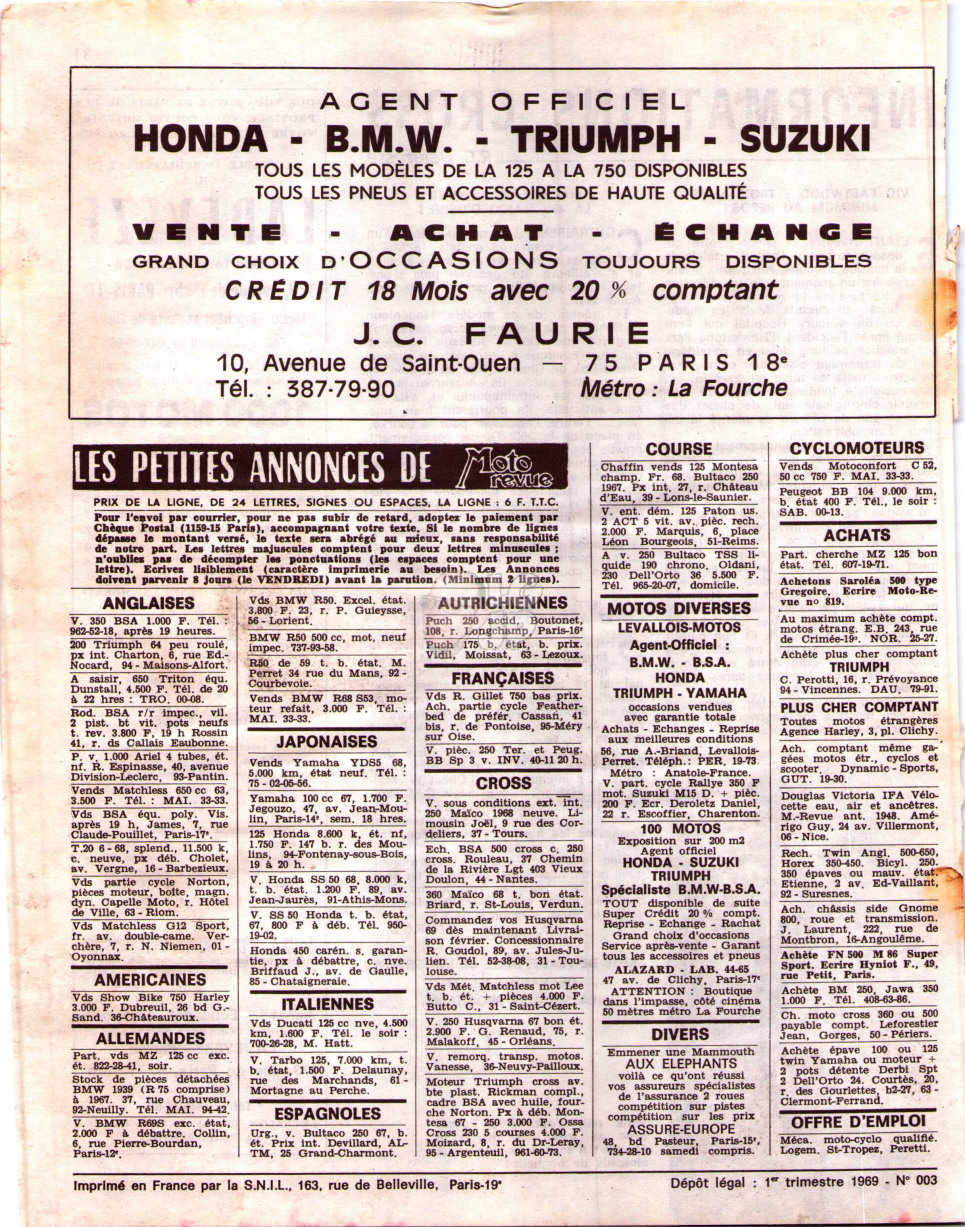 AGENT OFFICIEL
HONDA - B.M.W. - TRIUMPH - SUZUKI
TOUS LES MODÈLES DE LA 125 A LA 750 DISPONIBLES
TOUS LES PNEUS ET ACCESSOIRES DE HAUTE QUALITÉ
VENTE - ACHAT - ÉCHANGE
GRAND CHOIX D'OCCASIONS TOUJOURS DISPONIBLES
CRÉDIT 18 Mois avec 20 % comptant
J.C. FAURIE
10, Avenue de Saint-Ouen — 75 PARIS 18e
Tél. : 387-79-90 Métro : La Fourche
LES PETITES ANNONCES DE Moto revue
PRIX DE LA LIGNE, DE 24 LETTRES, SIGNES OU ESPACES, LA LIGNE : 6 F. T.T.C.
Pour l'envoi par courrier, pour ne pas subir de retard, adoptez le paiement par
Chèque Postal (1159-15 Paris), accompagnant votre texte. Si le nombre de lignes
dépasse le montant versé, le texte sera abrégé au mieux, sans responsabilité
de notre part. Les lettres majuscules comptent pour deux lettres minuscules ;
n'oubliez pas de décompter les ponctuations (les espaces comptent pour une
lettre). Ecrivez lisiblement (caractère imprimerie au besoin). Les Annonces
doivent parvenir 8 jours (le VENDREDI) avant la parution. (Minimum 2 lignes).
ANGLAISES
V. 350 BSA 1.000 F. Tél. :
962-52-18, après 19 heures.
200 Triumph 64 peu roulé,
px int. Charton, 6, rue Ed.-
Nocard, 94 - Maisons-Alfort.
A saisir, 650 Triton équ.
Dunstall, 4.500 F. Tél. de 20
à 22 hres : TRO. 00-08.
Rod. BSA r/r impec., vil.
2 pist. bt vit. pots neufs
t. rev. 3.800 F, 19 h Rossin
41, r. ds Callais Eaubonne.
P. v. 1.000 Ariel 4 tubes, ét.
nf. R. Espinasse, 40, avenue
Division-Leclerc, 93-Pantin.
Vends Matchless 650 cc 63,
3.500 F. Tél. : MAI. 33-33.
Vds BSA équ. poly. Vis.
après 19 h, James, 7, rue
Claude-Pouillet, Paris-17e.
T.20 6-68, splend., 11.500 k,
c. neuve, px déb. Cholet,
av. Vergne, 16 - Barbezieux.
Vds partie cycle Norton,
pièces moteur, boîte, magn.
dyn. Capelle Moto, r. Hôtel
de Ville, 63 - Riom.
Vds Matchless G12 Sport,
fr. av. double-came. Ver-
chère, 7, r. N. Niemen, 01 -
Oyonnax.
AMERICAINES
Vds Show Bike 750 Harley
3.000 F. Dubreuil, 26 bd G.-
Sand. 36-Châteauroux.
ALLEMANDES
Part. vds MZ 125 cc exc.
ét. 822-28-41, soir.
Stock de pièces détachées
BMW 1939 (R 75 comprise)
à 1967. 37, rue Chauveau,
92-Neuilly. Tél. MAI. 94-42.
V. BMW R69S exc. état,
2.000 F à débattre. Collin,
6, rue Pierre-Bourdan,
Paris-12e.
Vds BMW R50. Excel. état.
3.800 F. 23, r. P. Guieysse,
56 - Lorient.
BMW R50 500 cc, mot. neuf
impec. 737-93-58.
R50 de 59 t. b. état, M.
Perret 34 rue du Mans, 92 -
Courbevoie.
Vends BMW R68 S53, mo-
teur refait, 3.000 F. Tél. :
MAI. 33-33.
JAPONAISES
Vends Yamaha YDS5 68,
5.000 km, état neuf. Tél. :
75 - 02-05-56.
Yamaha 100 cc 67, 1.700 F.
Jegouzo, 47, av. Jean-Mou-
lin, Paris-14e, sem. 18 hres.
125 Honda 8.600 k, ét. nf,
1.750 F. 147 b. r. des Mou-
lins, 94-Fontenay-sous-Bois,
19 à 20 h.
V. Honda SS 50 68, 8.000 k,
t. b. état. 1.200 F. 89, av.
Jean-Jaurès, 91-Athis-Mons.
V. SS 50 Honda t. b. état,
67, 800 F à déb. Tél. 950-
19-02.
Honda 450 carén. s, garan-
tie, px à débattre, c. nve.
Briffaud J., av. de Gaulle,
85 - Chataigneraie.
ITALIENNES
Vds Ducati 125 cc nve, 4.500
km, 1.600 F. Tél. le soir :
700-26-28, M. Hatt.
V. Tarbo 125, 7.000 km, t.
b. état, 1.500 F. Delaunay,
rue des Marchands, 61 -
Mortagne au Perche.
ESPAGNOLES
Urg., v. Bultaco 250 67, b.
ét. Prix int. Devillard, AL-
TM, 25 Grand-Charmont.
AUTRICHIENNES
Puch 250 accid. Boutonet,
108, r. Longchamp, Paris-16e
Puch 175 b. état, b. prix.
Vidil, Moissat, 63 - Lezoux.
FRANÇAISES
Vds R. Gillet 750 bas prix.
Ach. partie cycle Feather-
bed de préfér, Cassan, 41
bis, r. de Pontoise, 95-Méry
sur Oise.
V. pièc. 250 Ter. et Peug.
BB Sp 3 v. INV. 40-11 20 h.
CROSS
V. sous conditions ext. int.
250 Maïco 1968 neuve. Li-
mousin Joël, 9 rue des Cor-
deliers, 37 - Tours.
Ech, BSA 500 cross c. 250
cross. Rouleau, 37 Chemin
de la Rivière Lgt 403 Vieux
Doulon, 44 - Nantes.
360 Maïco 68 t. bon état.
Briard, r. St-Louis, Verdun.
Commandez vos Husqvarna
69 dès maintenant Livrai-
son février. Concessionnaire
R. Goudol, 89, av. Jules-Ju-
lien. Tél. 52-38-08, 31 - Tou-
louse.
Vds Mét. Matchless mot Lee
t. b. ét. + pièces 4.000 F.
Butto C., 31 - Saint-Cézert.
V. 250 Husqvarna 67 bon ét.
2.900 F. G. Renaud, 75, r.
Malakoff, 45 - Orléans.
V. remorq. transp. motos.
Vanesse, 36-Neuvy-Pailloux.
Moteur Triumph cross av.
bte plast. Rickman compl.,
cadre BSA avec huile, four-
che Norton. Px à déb. Mon-
tesa 67 - 250 3.000 F. Ossa
Cross 230 5 courses 4.000 F.
Moizard, 8, r. du Dr-Leray,
95 - Argenteuil, 961-60-73.
COURSE
Chaffin vends 125 Montesa
champ. Fr. 68. Bultaco 250
1967. Px int, 27, r. Château
d'Eau, 39 - Lons-le-Saunier.
V. ent. dém. 125 Paton us.
2 ACT 5 vit. av. pièc. rech.
2.000 F. Marquis, 6, place
Léon Bourgeois, 51-Reims.
A v. 250 Bultaco TSS li-
quide 190 chrono. Oldani,
230 Dell'Orto 36 5.500 F.
Tél. 965-20-07, domicile.
MOTOS DIVERSES
LEVALLOIS-MOTOS
Agent-Officiel :
B.M.W. - B.S.A.
HONDA
TRIUMPH - YAMAHA
occasions vendues
avec garantie totale
Achats - Echanges - Reprise
aux meilleures conditions
56, rue A.-Briand, Levallois-
Perret. Téléph.: PER. 19-73
Métro : Anatole-France.
V. part. cycle Rallye 350 F
mot. Suzuki M15 D. + pièc.
200 F. Ecr. Deroletz Daniel,
22 r. Escoffier, Charenton.
100 MOTOS
Exposition sur 200 m2
Agent officiel
HONDA - SUZUKI
TRIUMPH
Spécialiste B.M.W-B.S.A.
TOUT disponible de suite
Super Crédit 20 % compt.
Reprise - Echange - Rachat
Grand choix d'occasions
Service après-vente - Garant
tous les accessoires et pneus
ALAZARD - LAB. 44-65
47 av. de Clichy, Paris-17e
ATTENTION : Boutique
dans l'impasse, côté cinéma
50 mètres métro La Fourche
DIVERS
Emmener une Mammouth
AUX ELEPHANTS
voilà ce qu'ont réussi
vos assureurs spécialistes
de l'assurance 2 roues
compétition sur pistes
compétition sur les prix
ASSURE-EUROPE
48, bd Pasteur, Paris-15e,
734-28-10 samedi compris.
CYCLOMOTEURS
Vends Motoconfort C 52,
50 cc 750 F. MAI. 33-33.
Peugeot BB 104 9.000 km,
b. état 400 F. Tél., le soir :
SAB. 00-13.
ACHATS
Part. cherche MZ 125 bon
état. Tél. 607-19-71.
Achetons Saroléa 500 type
Gregoire. Ecrire Moto-Re-
vue no 819.
Au maximum achète compt.
motos étrang. E.B. 243, rue
de Crimée-19e. NOR. 25-27.
Achète plus cher comptant
TRIUMPH
C. Perotti, 16, r. Prévoyance
94 - Vincennes. DAU. 79-91.
PLUS CHER COMPTANT
Toutes motos étrangères
Agence Harley, 3, pl. Clichy.
Ach. comptant même ga-
gées motos étr., cyclos et
scooter. Dynamic - Sports,
GUT. 19-30.
Douglas Victoria IFA Vélo-
cette eau, air et ancêtres.
M.-Revue ant. 1948. Amé-
rigo Guy, 24 av. Villermont,
06 - Nice.
Rech. Twin Angl. 500-650,
Horex 350-450. Bicyl. 250.
350 épaves ou mauv. état.
Etienne, 2 av. Ed-Vaillant,
92 - Suresnes.
Ach. châssis side Gnome
800, roue et transmission.
J. Laurent, 222, rue de
Montbron, 16-Angoulême.
Achète FN 500 M 86 Super
Sport. Ecrire Hyniot F., 49,
rue Petit, Paris.
Achète BM 250, Jawa 350
1.000 F. Tél. 408-63-86.
Ch. moto cross 360 ou 500
payable compt. Leforestier
Jean, Gorges, 50 - Périers.
Achète épave 100 ou 125
twin Yamaha ou moteur +
2 pots détente Derbi Spt
2 Dell'Orto 24. Courtès, 20,
r. des Gourlettes, b2-27, 63 -
Clermont-Ferrand.
OFFRE D'EMPLOI
Méca. moto-cyclo qualifié.
Logem. St-Tropez, Peretti.
Imprimé en France par la S.N.I.L., 163, rue de Belleville, Paris-19e Dépôt légal : 1er trimestre 1969 - N° 003